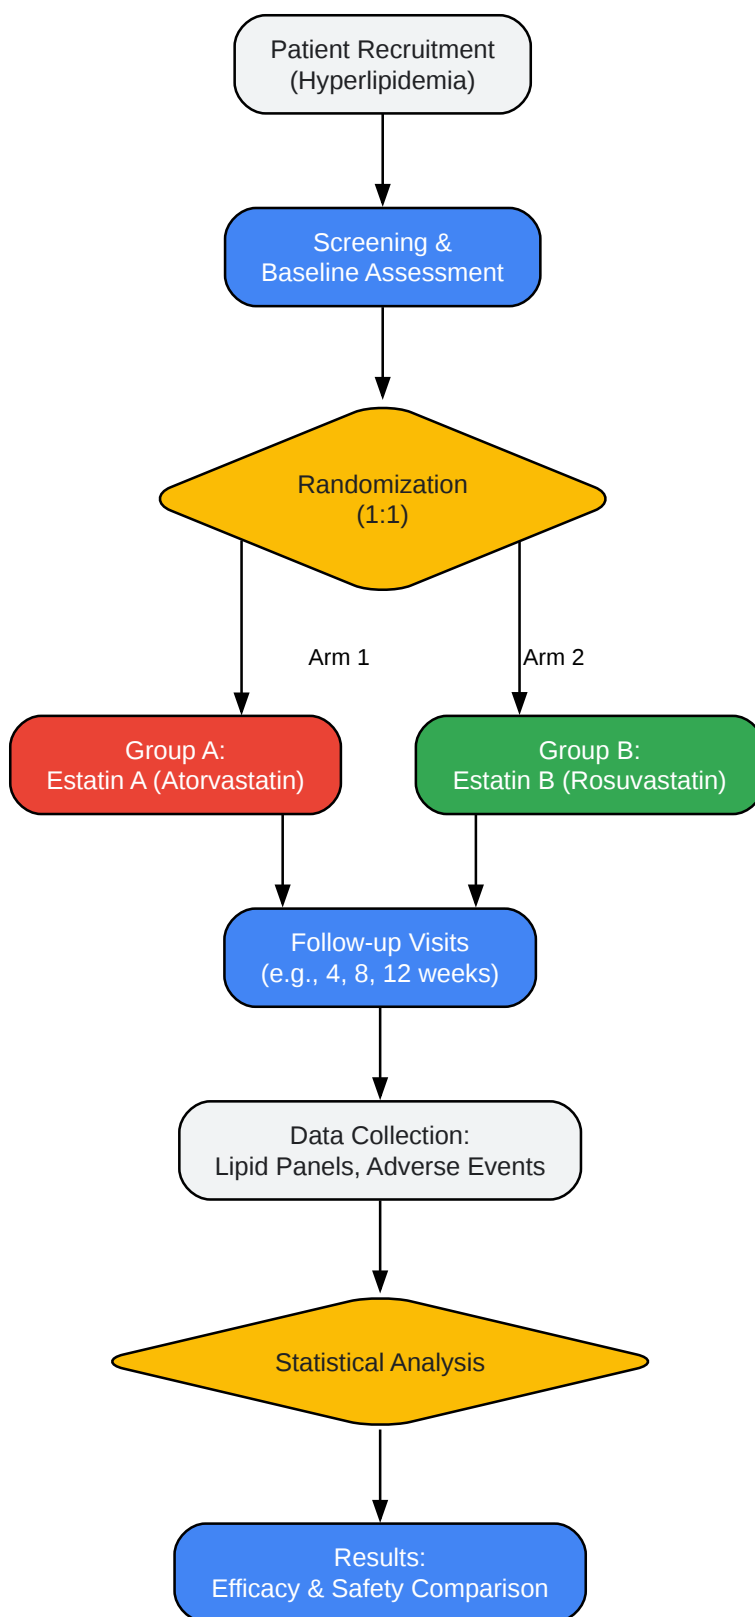 Patient Recruitment
(Hyperlipidemia)
Screening &
Baseline Assessment
Randomization
(1:1)
Arm 1
Arm 2
Group A:
Estatin A (Atorvastatin)
Group B:
Estatin B (Rosuvastatin)
Follow-up Visits
(e.g., 4, 8, 12 weeks)
Data Collection:
Lipid Panels, Adverse Events
Statistical Analysis
Results:
Efficacy & Safety Comparison